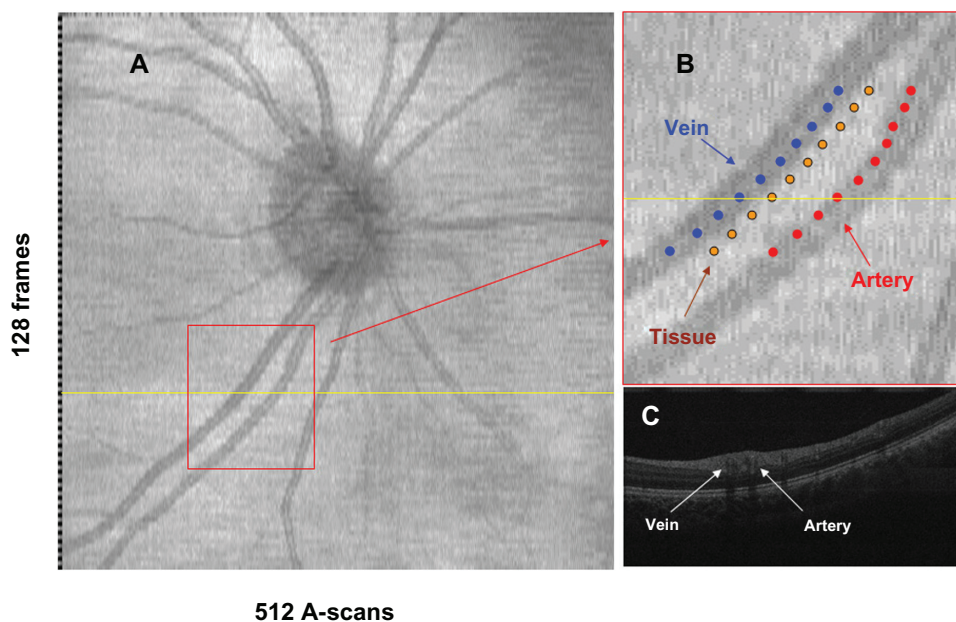 A
128 frames
512 A-scans
B
Vein
Artery
Tissue
C
Vein
Artery